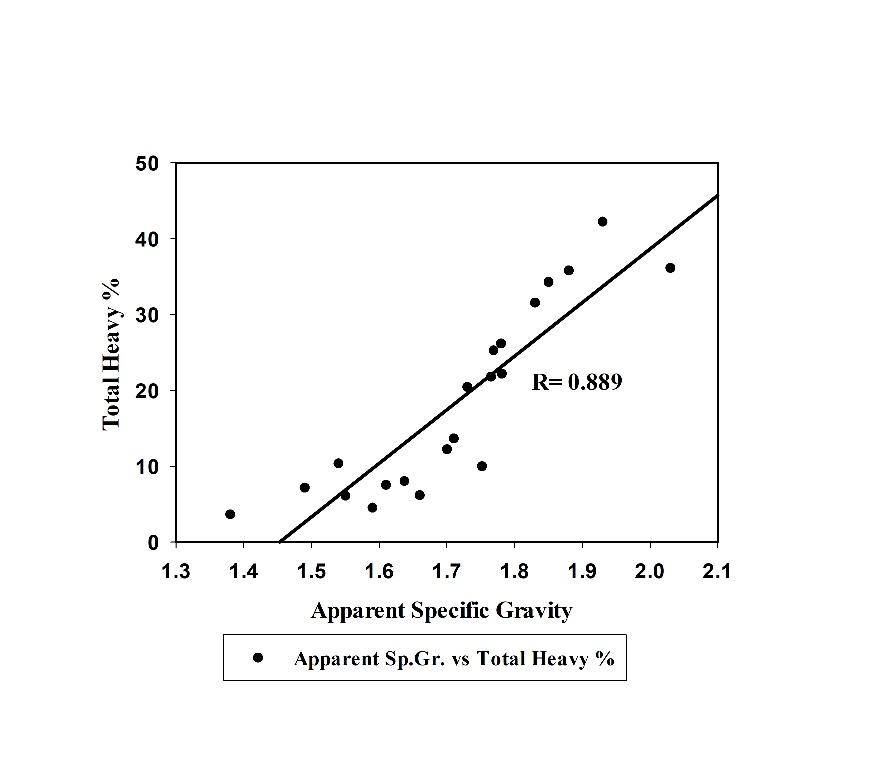 50
40
30
20
10
0
Total Heavy %
R= 0.889
1.3 1.4 1.5 1.6 1.7 1.8 1.9 2.0 2.1
Apparent Specific Gravity
Apparent Sp.Gr. vs Total Heavy %